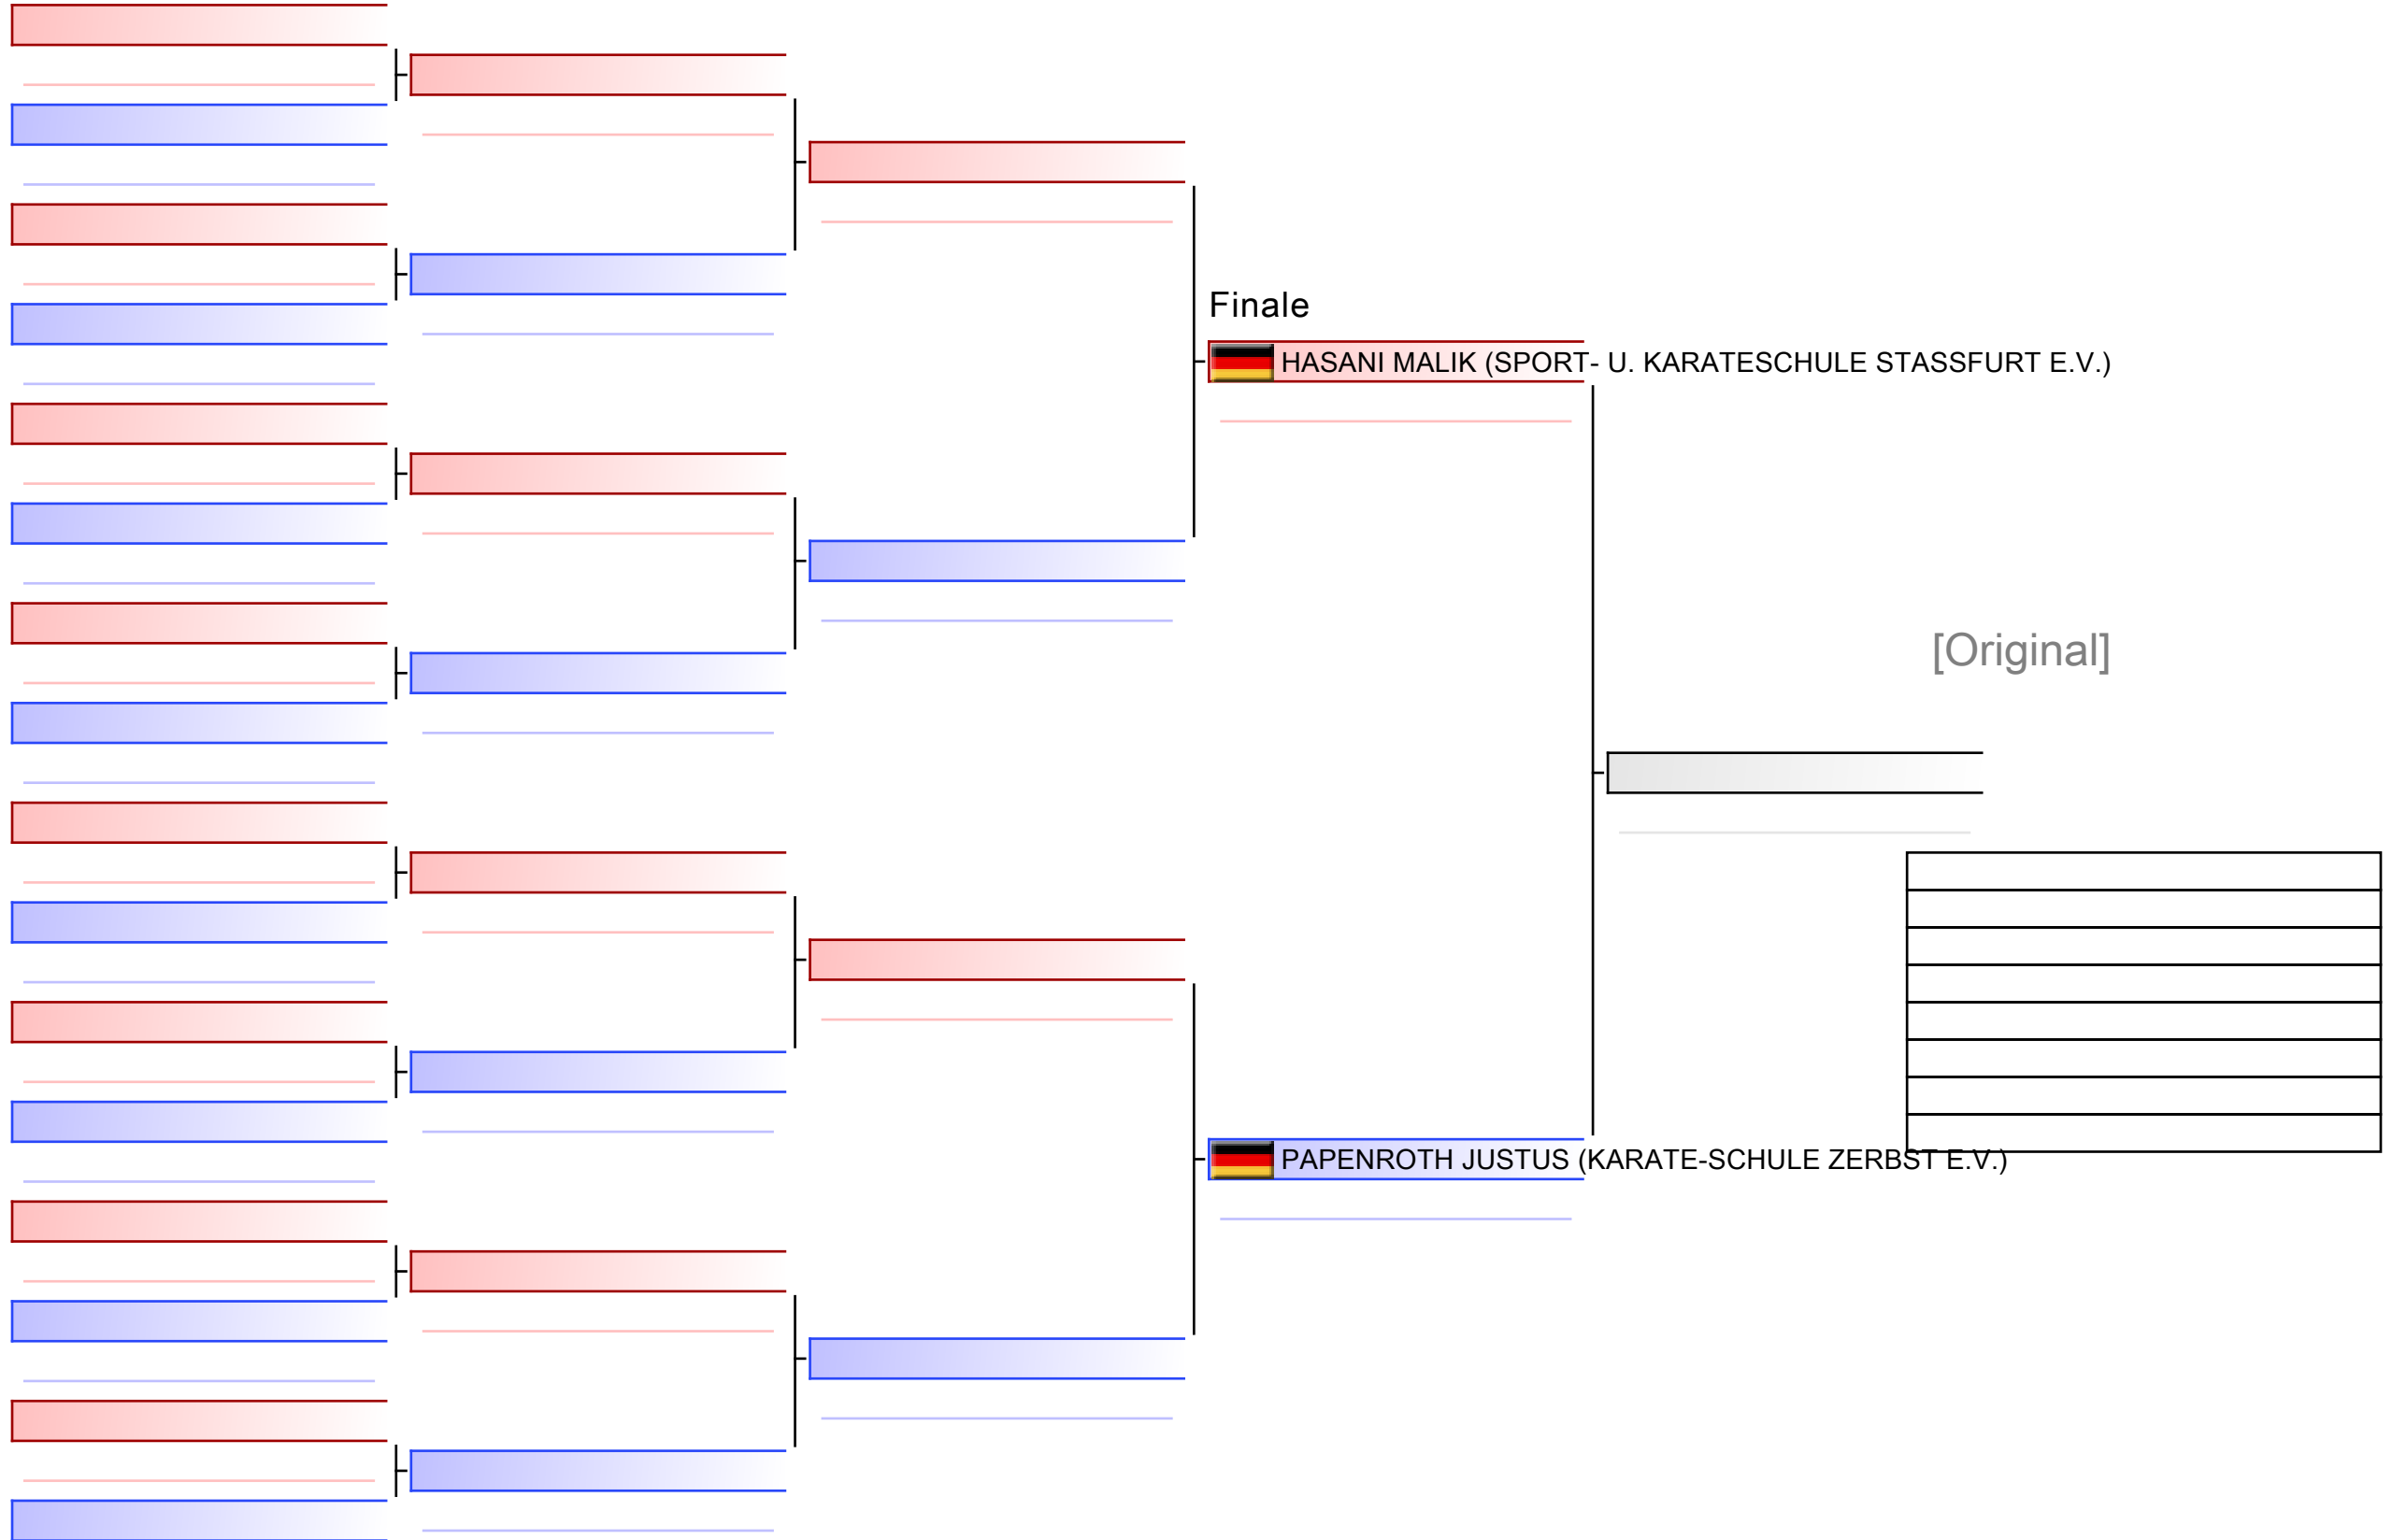 Finale
HASANI MALIK (SPORT- U. KARATESCHULE STASSFURT E.V.)
[Original]
PAPENROTH JUSTUS (KARATE-SCHULE ZERBST E.V.)